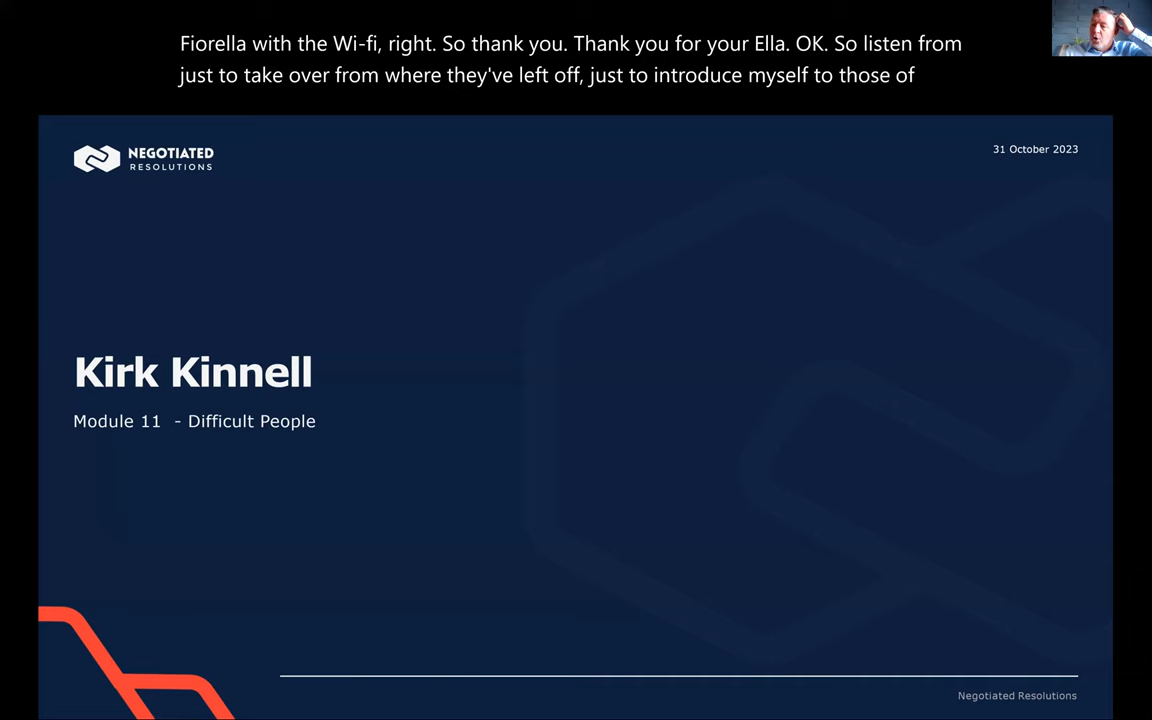 Fiorella with the Wi-fi, right. So thank you. Thank you for your Ella. OK. So listen from
just to take over from where they've left off, just to introduce myself to those of
NEGOTIATED
RESOLUTIONS
31 October 2023
Kirk Kinnell
Module 11 - Difficult People
Negotiated Resolutions